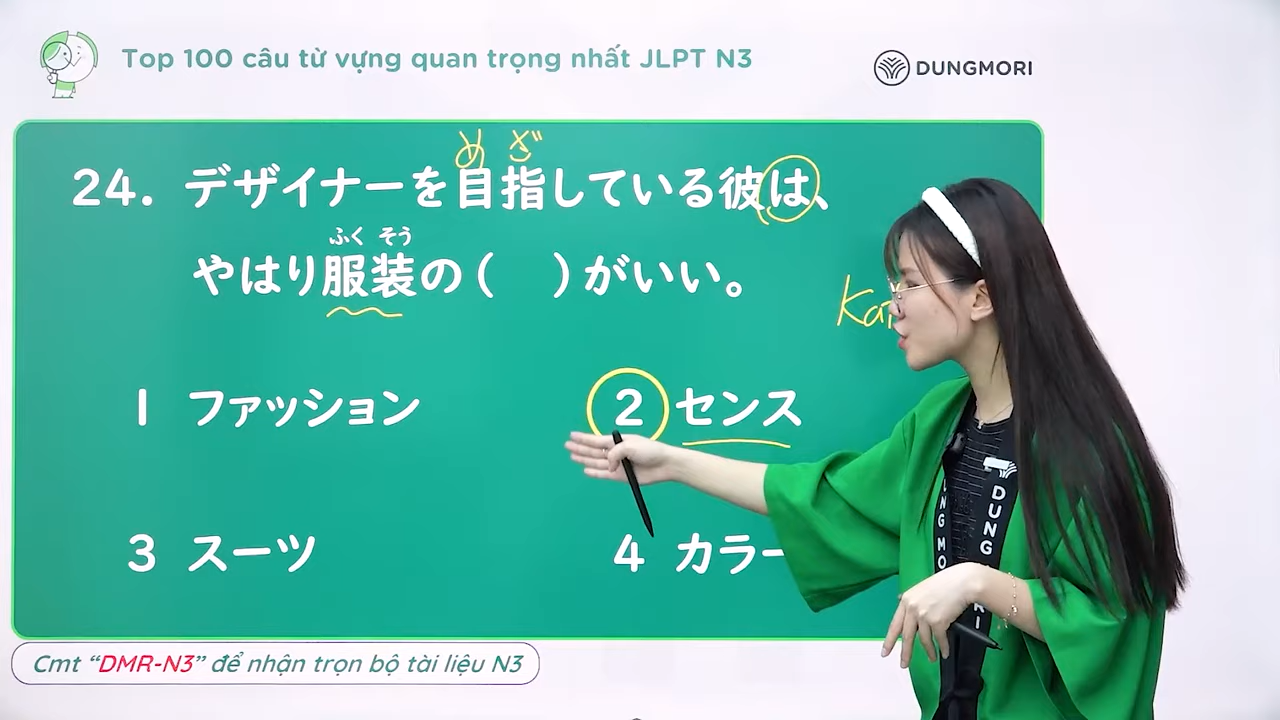 Top 100 câu từ vựng quan trọng nhất JLPT N3
DUNGMORI
めざ
24. デザイナーを目指している彼は、
ふくそう
やはり服装の( )がいい。
1 ファッション
2 センス
3 スーツ
4 カラー
Cmt “DMR-N3” để nhận trọn bộ tài liệu N3
DUNG